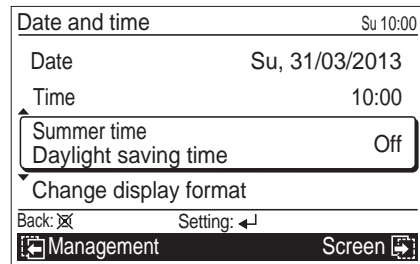 Date and time Su 10:00
Date Su, 31/03/2013
Time 10:00
Summer time
Daylight saving time Off
Change display format
Back: Setting:
Management Screen